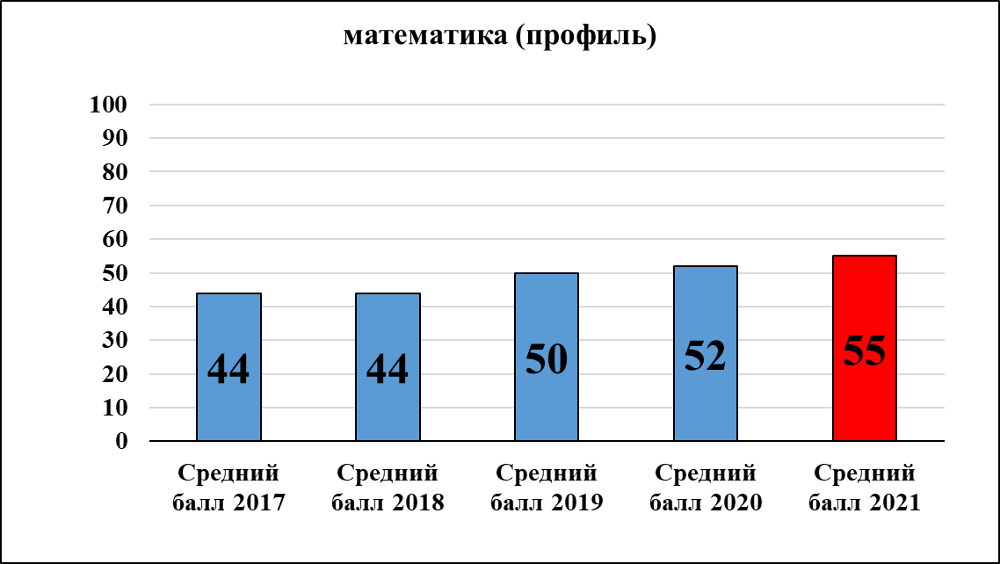 математика (профиль)
100
90
80
70
60
50
40
30
20
10
0
44
44
50
52
55
Средний
балл 2017
Средний
балл 2018
Средний
балл 2019
Средний
балл 2020
Средний
балл 2021